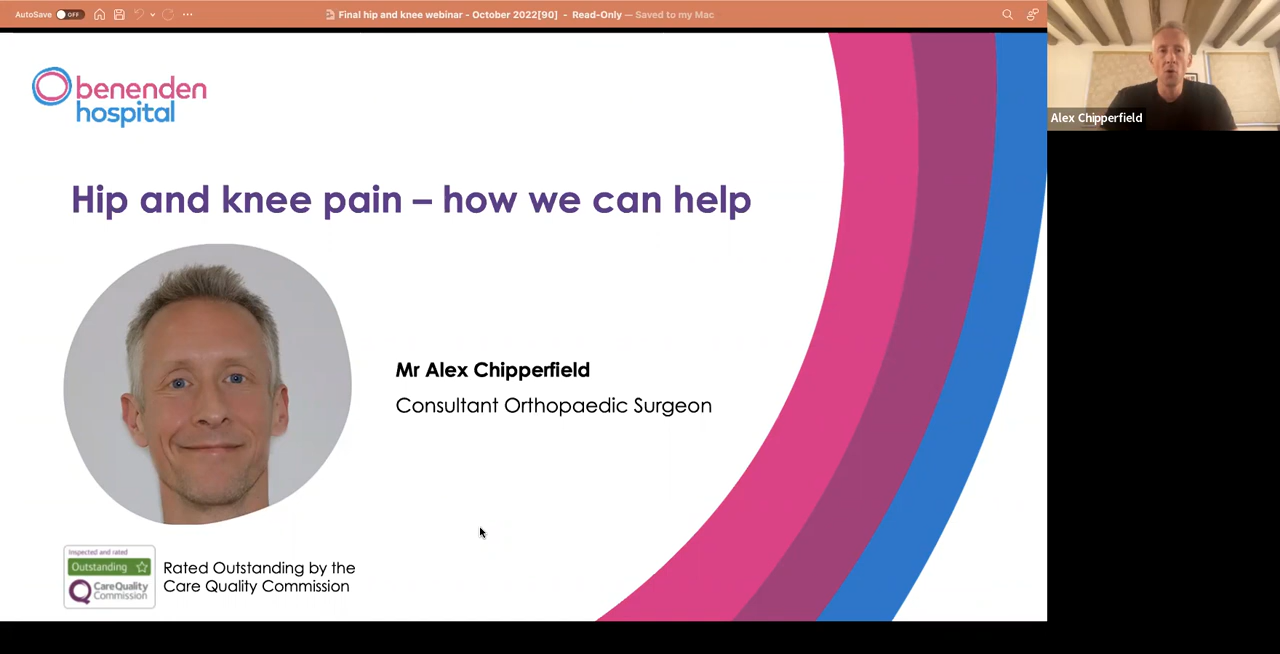 AutoSave OFF
Final hip and knee webinar - October 2022[90] - Read-Only — Saved to my Mac
benenden
hospital
Alex Chipperfield
Hip and knee pain – how we can help
Mr Alex Chipperfield
Consultant Orthopaedic Surgeon
Inspected and rated
Outstanding
CareQuality
Commission
Rated Outstanding by the
Care Quality Commission